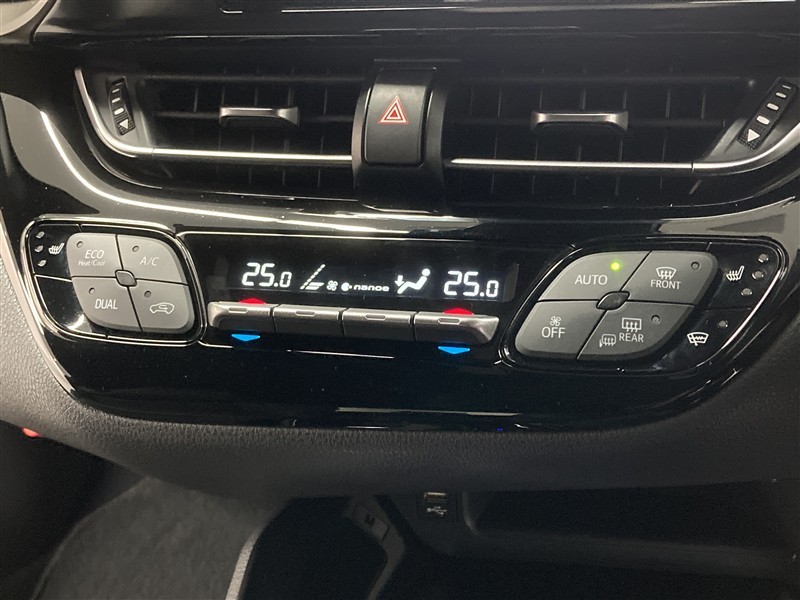 ECO
Heat/Cool
A/C
DUAL
25.0
nanoe
25.0
AUTO
FRONT
OFF
REAR
M